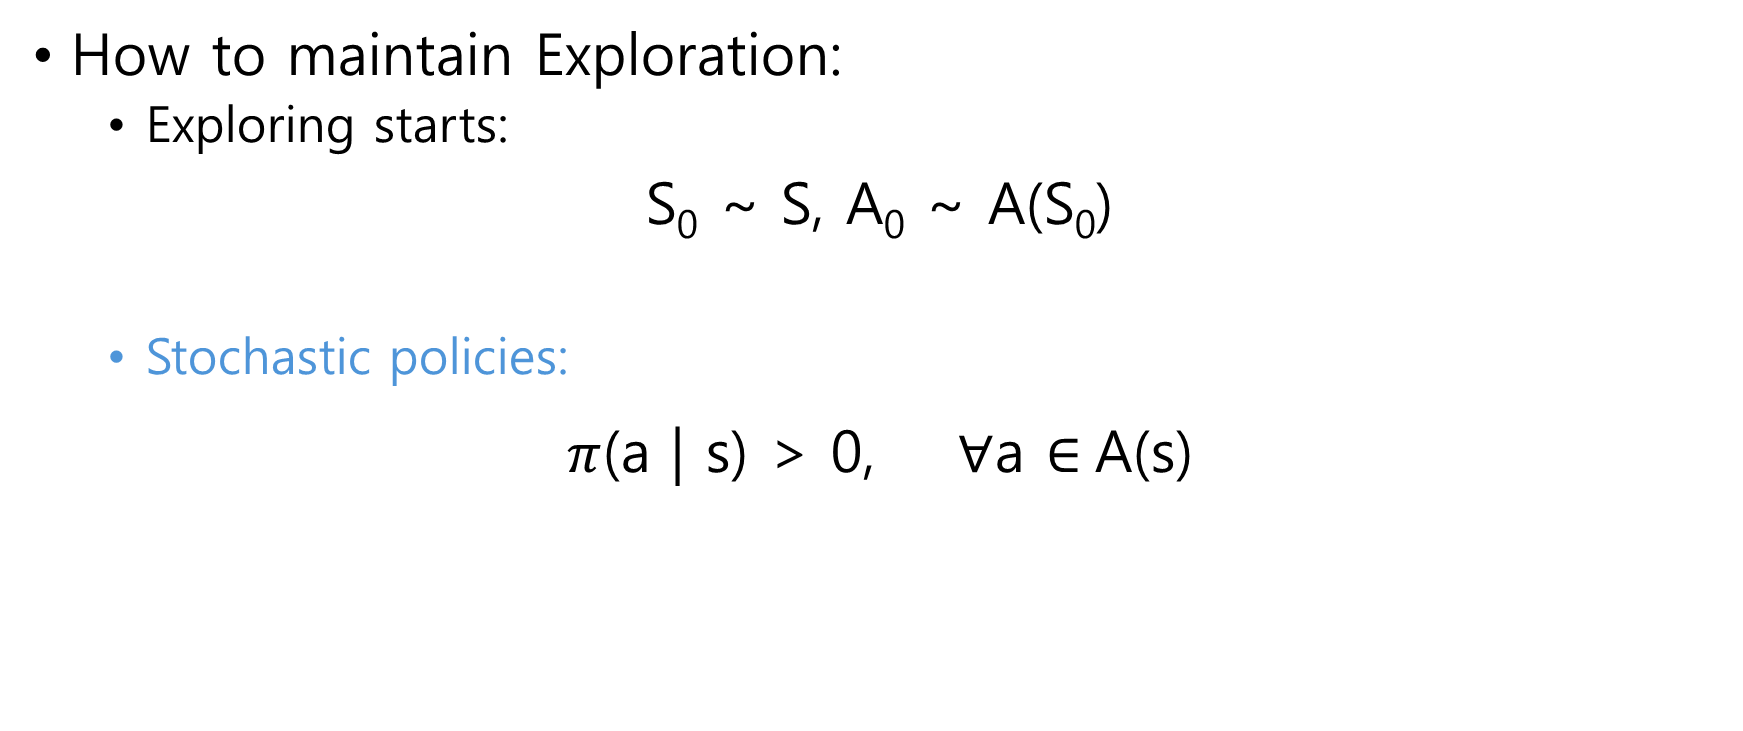 • How to maintain Exploration:
• Exploring starts:
S₀ ~ S, A₀ ~ A(S₀)
• Stochastic policies:
π(a | s) > 0, ∀a ∈ A(s)